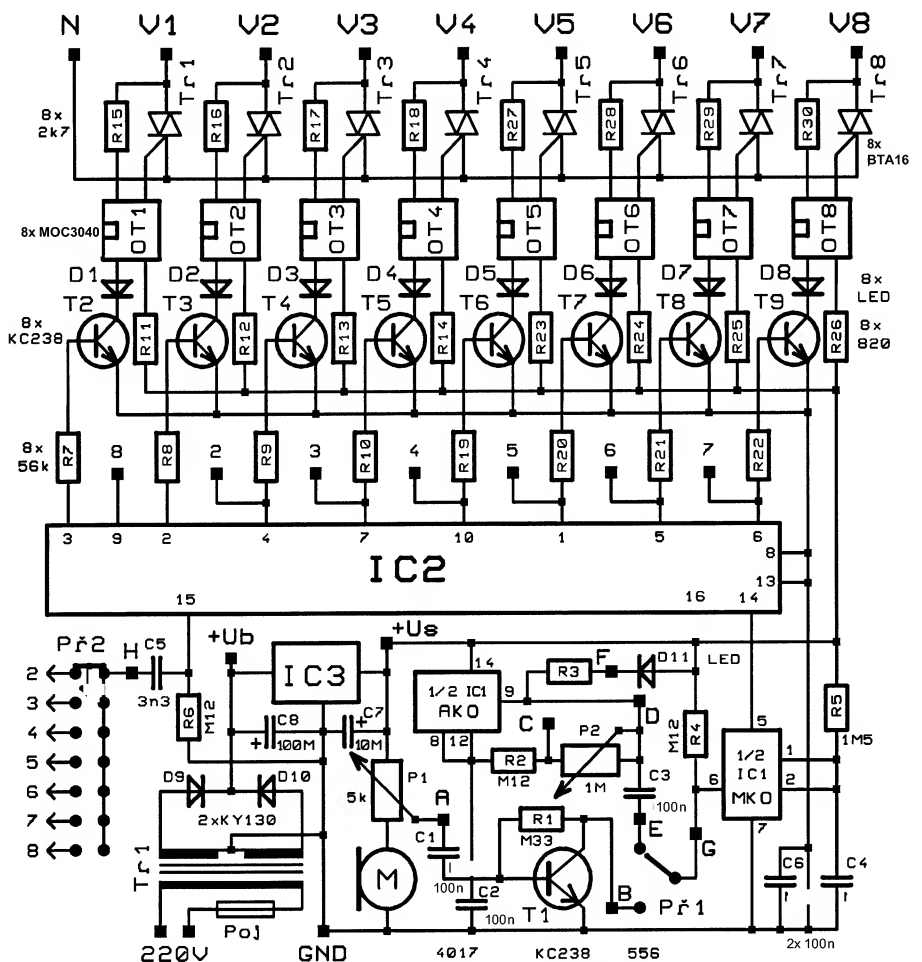 N V1 V2 V3 V4 V5 V6 V7 V8
Tr1 Tr2 Tr3 Tr4 Tr5 Tr6 Tr7 Tr8
8x 2k7
R15 R16 R17 R18 R27 R28 R29 R30
8x BTA16
8x MOC3040
OT1 OT2 OT3 OT4 OT5 OT6 OT7 OT8
D1 D2 D3 D4 D5 D6 D7 D8
8x LED
T2 T3 T4 T5 T6 T7 T8 T9
8x KC238
R11 R12 R13 R14 R23 R24 R25 R26
8x 820
8x 56k
R7 8 R8 2 R9 3 R10 4 R19 5 R20 6 R21 7 R22
3 9 2 4 7 10 1 5 6
IC2
8
13
15 16 14
Př2 H C5 +Ub +Us
3n3
2
3
4
5
6
7
8
R6 M12
IC3
C8 + 100M
C7 + 10M
D9 D10
2xKY130
Tr1
Poj
220V GND
P1 5k
A
M
C1 100n
C2 100n
14
1/2 IC1 AKO
9
8 12
R3 F D11 LED
C D
R2 M12
P2 1M
C3 100n
R4 M12
E G
R1 M33
T1
B Př1
5
1/2 IC1 MKO
6 1 2 7
R5 1M5
C6 C4
2x 100n
4017 KC238 556